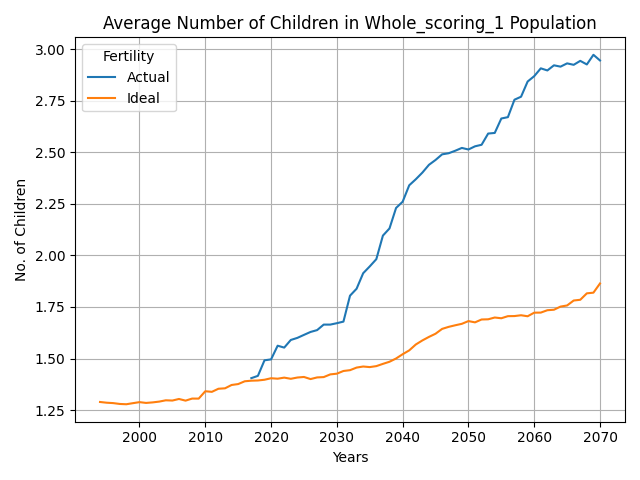 Average Number of Children in Whole_scoring_1 Population
Fertility
Actual
Ideal
No. of Children
3.00
2.75
2.50
2.25
2.00
1.75
1.50
1.25
2000 2010 2020 2030 2040 2050 2060 2070
Years